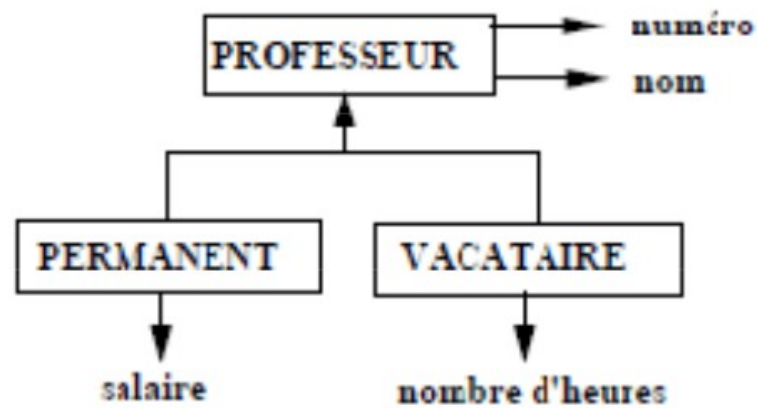 PROFESSEUR
numéro
nom
PERMANENT
VACATAIRE
salaire
nombre d'heures